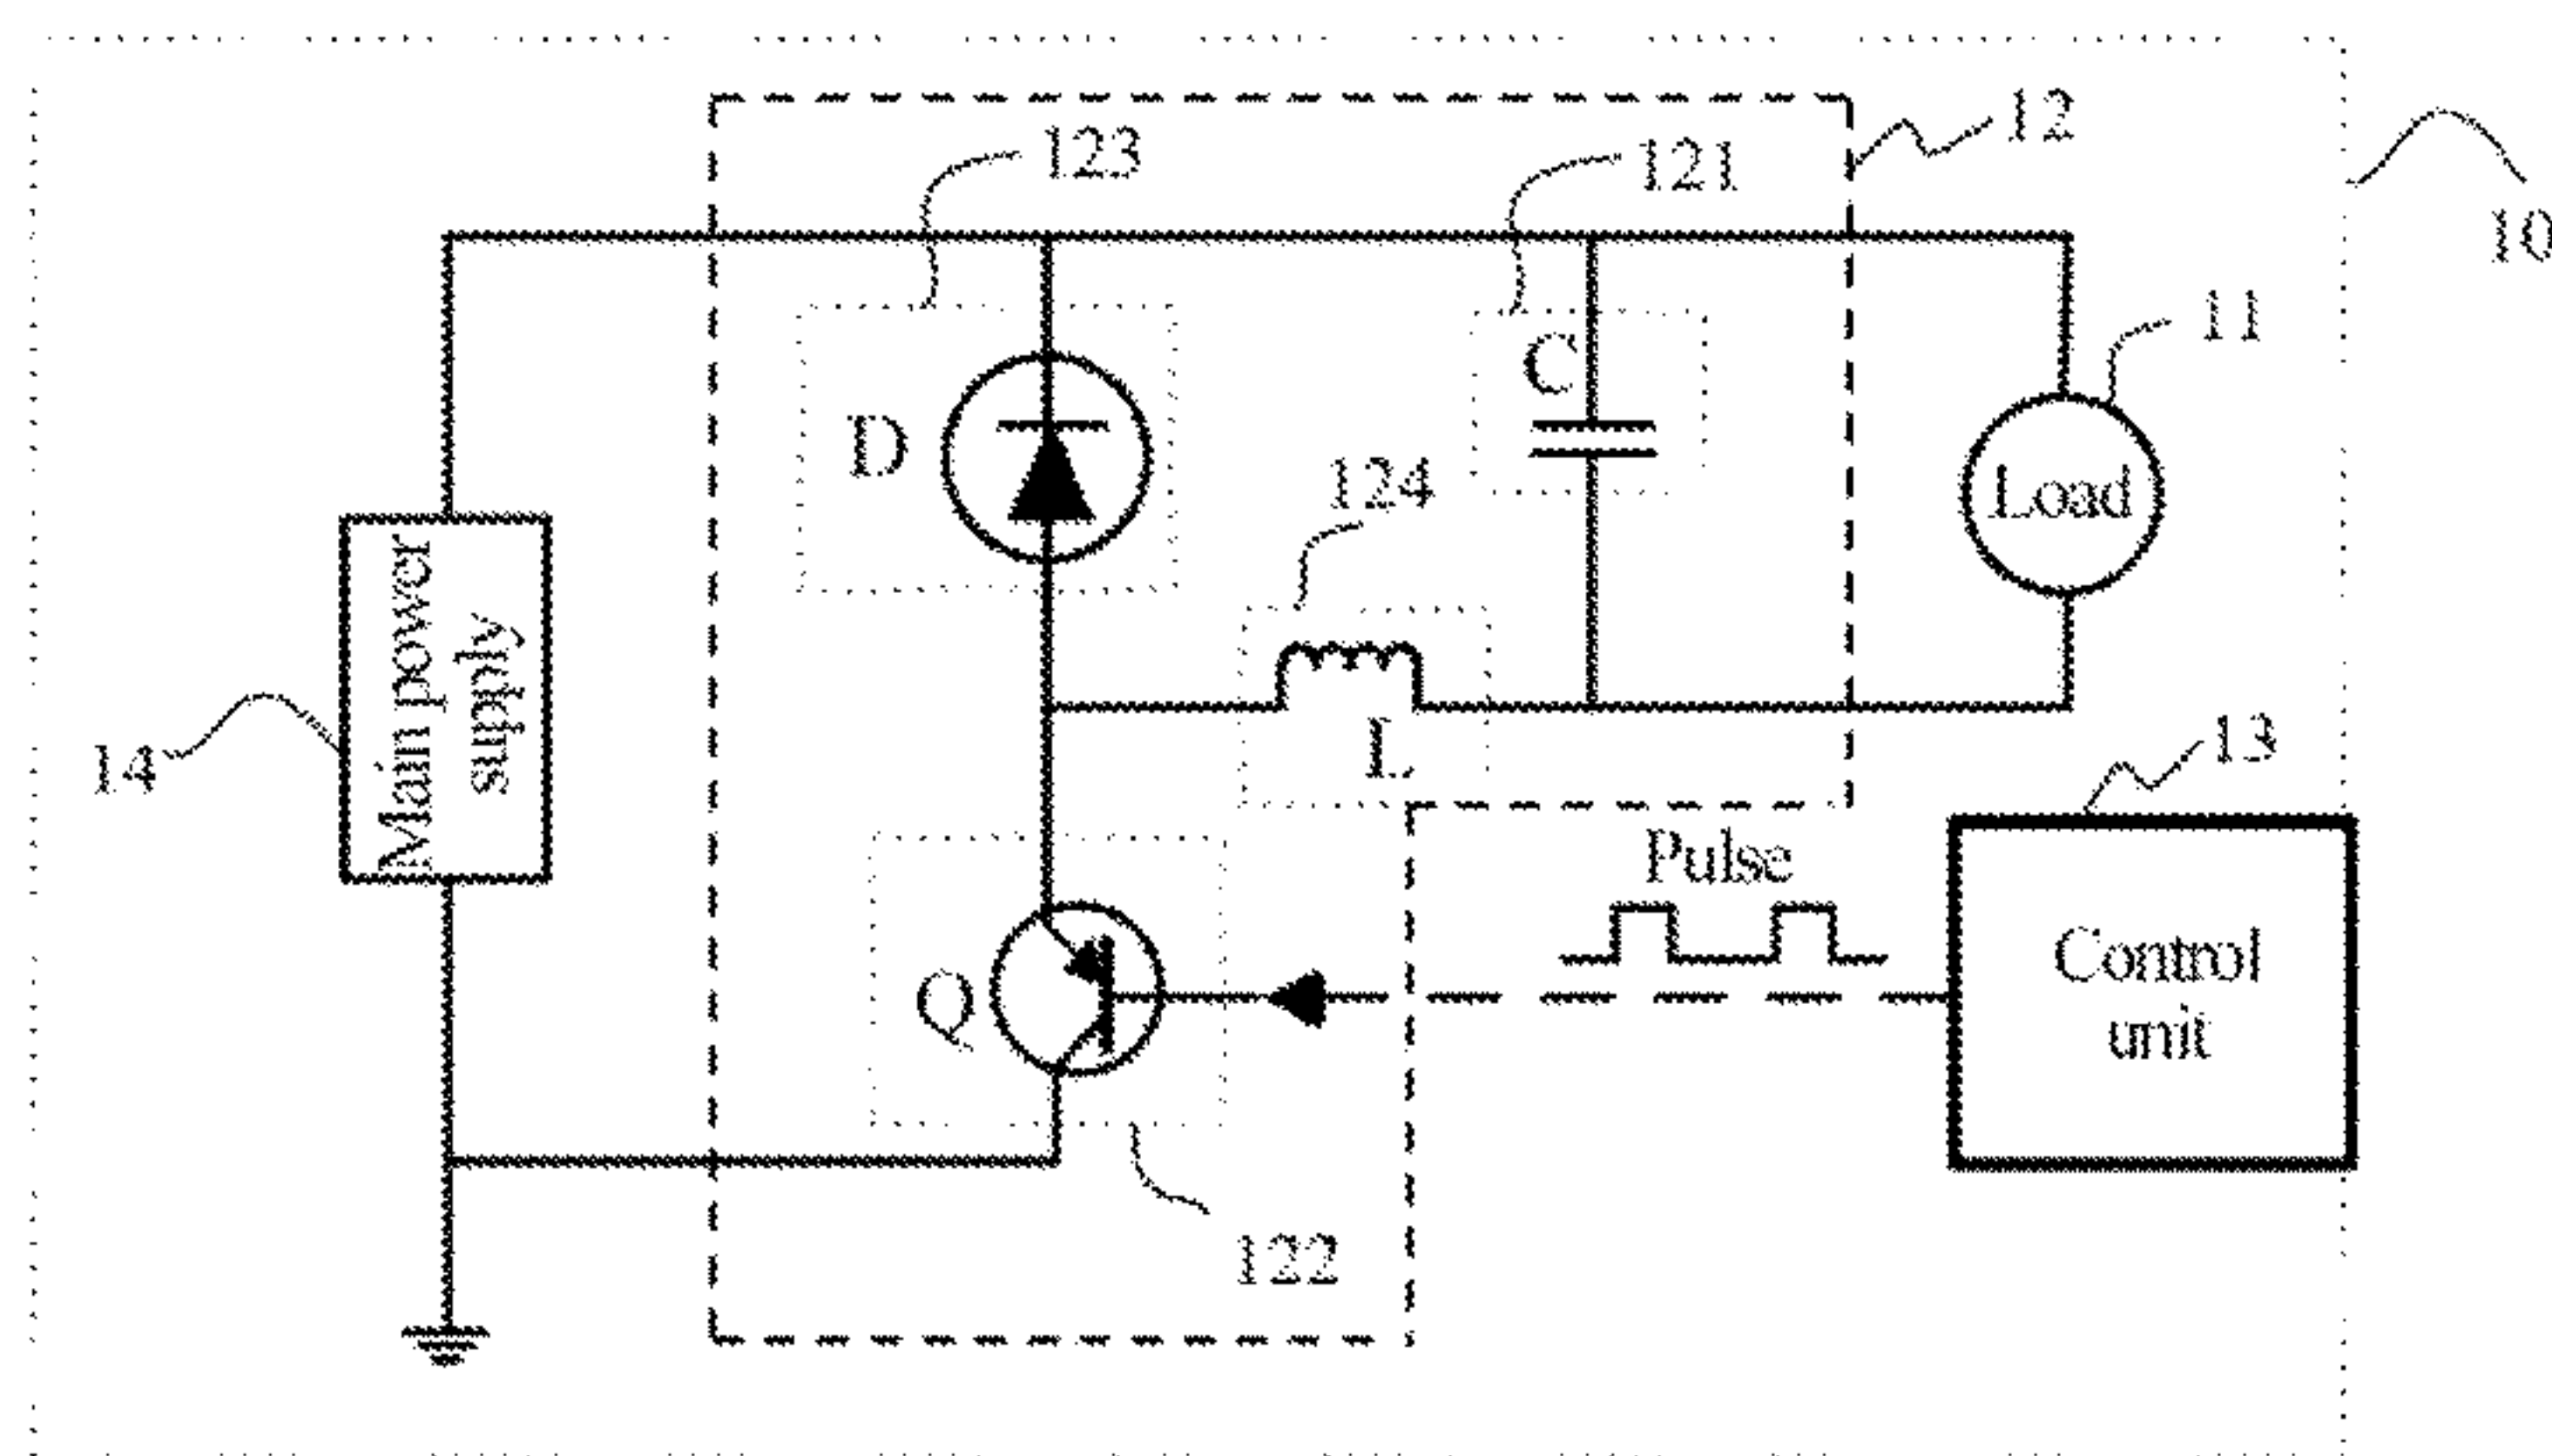 12
123
121
10
11
C
D
Load
124
Main power
supply
14
L
13
Pulse
Control
unit
Q
122